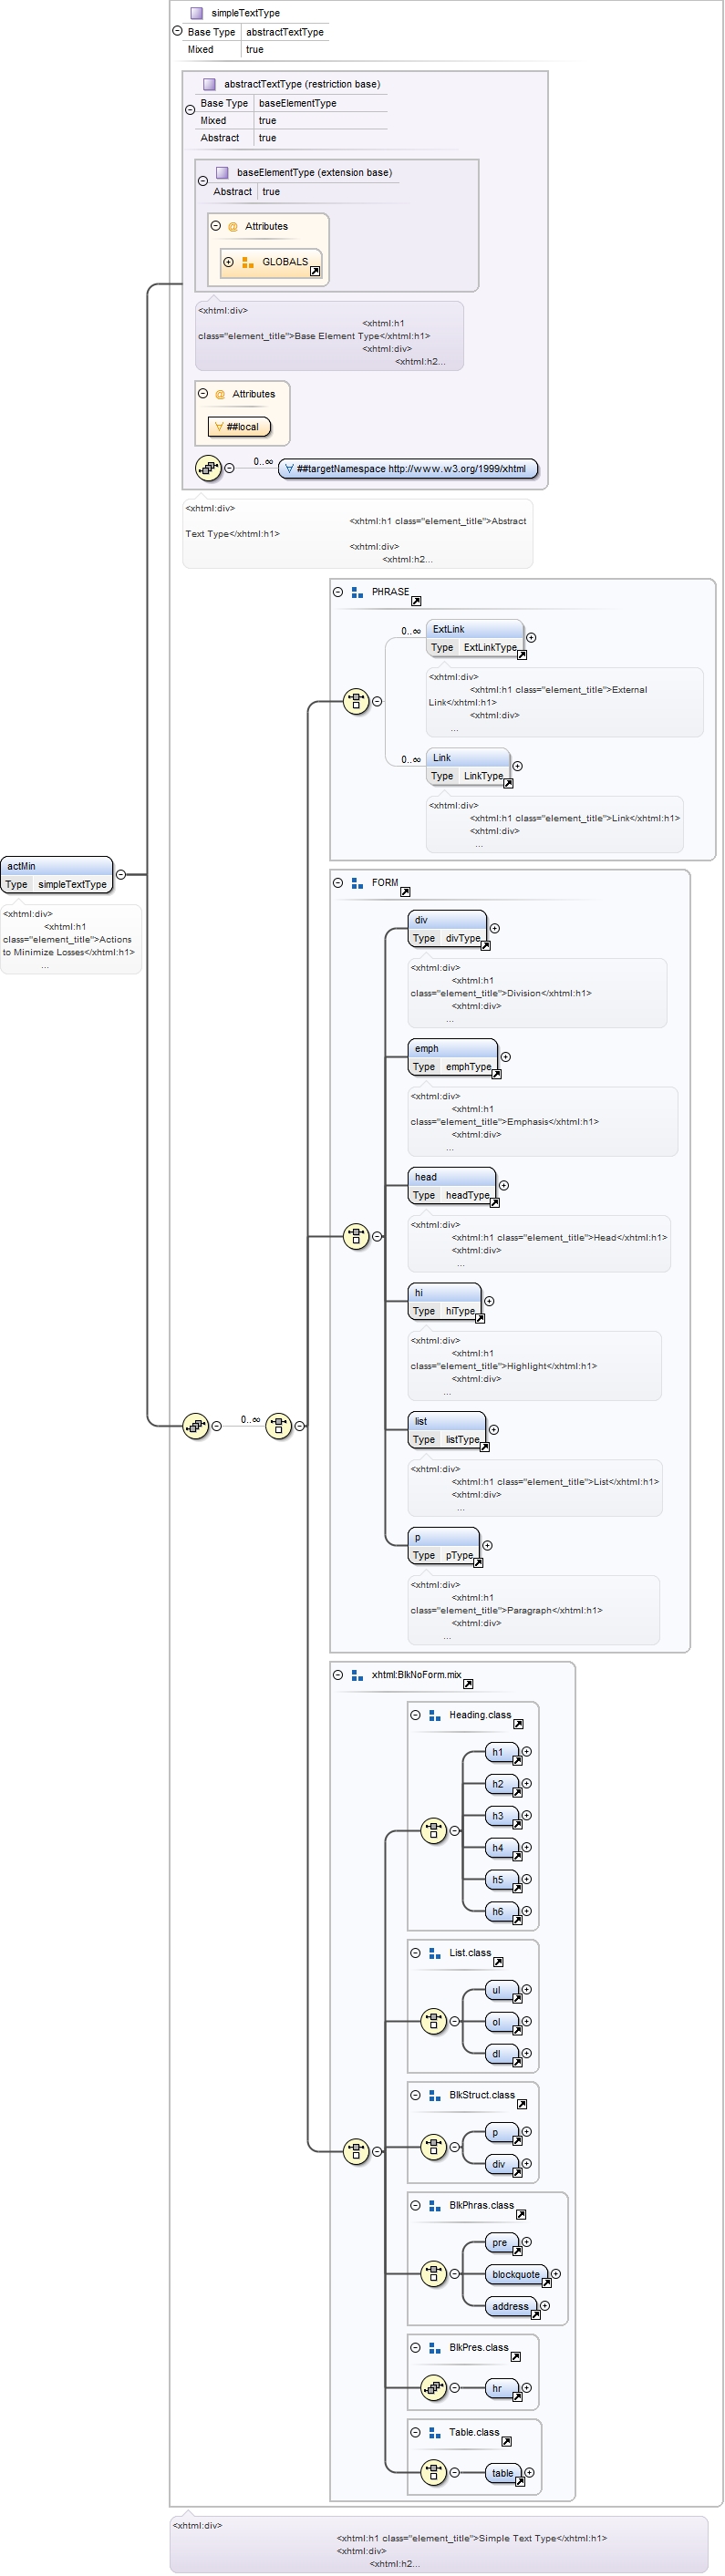 simpleTextType
Base Type abstractTextType
Mixed true
abstractTextType (restriction base)
Base Type baseElementType
Mixed true
Abstract true
baseElementType (extension base)
Abstract true
@ Attributes
GLOBALS
<xhtml:div>
<xhtml:h1
class="element_title">Base Element Type</xhtml:h1>
<xhtml:div>
<xhtml:h2...
@ Attributes
∀ ##local
0..∞ ∀ ##targetNamespace http://www.w3.org/1999/xhtml
<xhtml:div>
<xhtml:h1 class="element_title">Abstract
Text Type</xhtml:h1>
<xhtml:div>
<xhtml:h2...
PHRASE
0..∞ ExtLink
Type ExtLinkType
<xhtml:div>
<xhtml:h1 class="element_title">External
Link</xhtml:h1>
<xhtml:div>
...
0..∞ Link
Type LinkType
<xhtml:div>
<xhtml:h1 class="element_title">Link</xhtml:h1>
<xhtml:div>
...
actMin
Type simpleTextType
<xhtml:div>
<xhtml:h1
class="element_title">Actions
to Minimize Losses</xhtml:h1>
...
FORM
div
Type divType
<xhtml:div>
<xhtml:h1
class="element_title">Division</xhtml:h1>
<xhtml:div>
...
emph
Type emphType
<xhtml:div>
<xhtml:h1
class="element_title">Emphasis</xhtml:h1>
<xhtml:div>
...
head
Type headType
<xhtml:div>
<xhtml:h1 class="element_title">Head</xhtml:h1>
<xhtml:div>
...
hi
Type hiType
<xhtml:div>
<xhtml:h1
class="element_title">Highlight</xhtml:h1>
<xhtml:div>
...
0..∞
list
Type listType
<xhtml:div>
<xhtml:h1 class="element_title">List</xhtml:h1>
<xhtml:div>
...
p
Type pType
<xhtml:div>
<xhtml:h1
class="element_title">Paragraph</xhtml:h1>
<xhtml:div>
...
xhtml:BlkNoForm.mix
Heading.class
h1
h2
h3
h4
h5
h6
List.class
ul
ol
dl
BlkStruct.class
p
div
BlkPhras.class
pre
blockquote
address
BlkPres.class
hr
Table.class
table
<xhtml:div>
<xhtml:h1 class="element_title">Simple Text Type</xhtml:h1>
<xhtml:div>
<xhtml:h2...